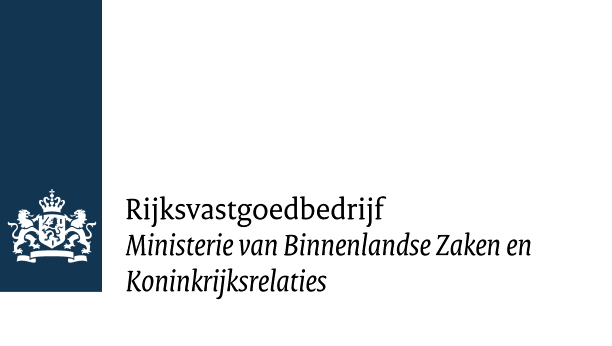 Rijksvastgoedbedrijf
Ministerie van Binnenlandse Zaken en
Koninkrijksrelaties